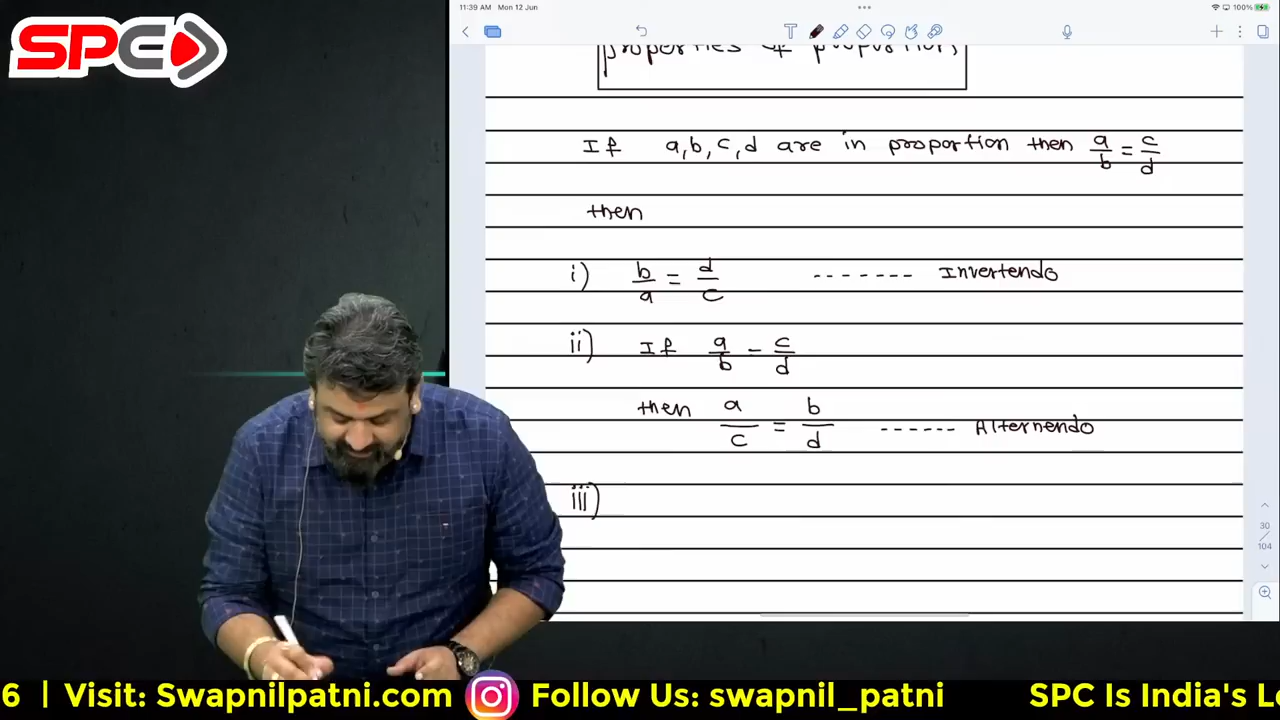 11:39 AM Mon 12 Jun
100%
SPC
properties of proportion,
If a,b,c,d are in proportion then a/b = c/d
then
i) b/a = d/c ------- Invertendo
ii) If a/b = c/d
then a/c = b/d ------ Alternendo
iii)
30
/
104
6 | Visit: Swapnilpatni.com Follow Us: swapnil_patni SPC Is India's L